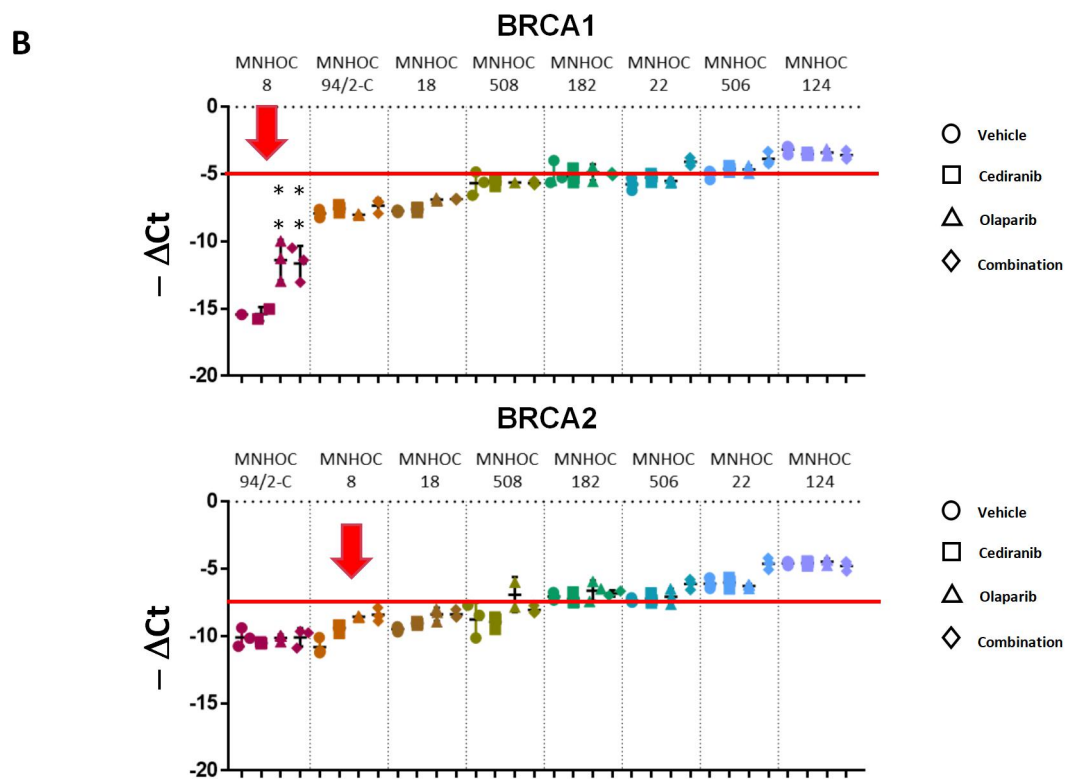 B
BRCA1
MNHOC MNHOC MNHOC MNHOC MNHOC MNHOC MNHOC MNHOC
8 94/2-C 18 508 182 22 506 124
0
-5
-10
-15
-20
– ΔCt
* *
* *
Vehicle
Cediranib
Olaparib
Combination
BRCA2
MNHOC MNHOC MNHOC MNHOC MNHOC MNHOC MNHOC MNHOC
94/2-C 8 18 508 182 506 22 124
0
-5
-10
-15
-20
– ΔCt
Vehicle
Cediranib
Olaparib
Combination